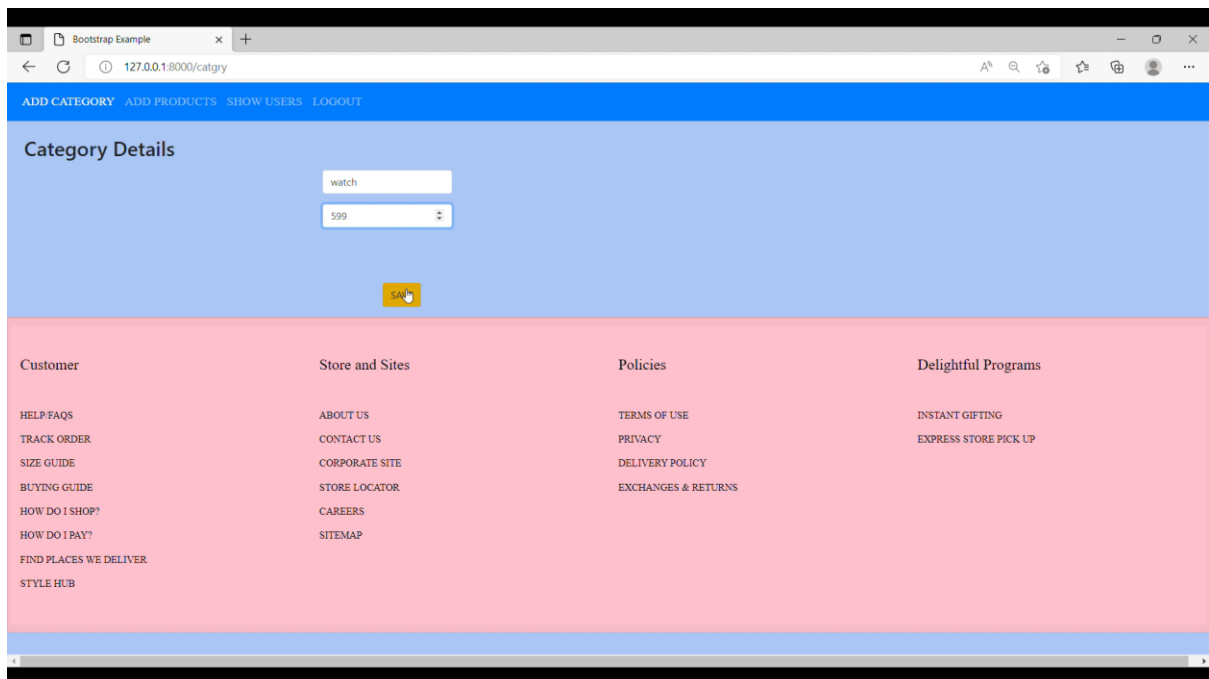 Bootstrap Example
127.0.0.1:8000/catgry
ADD CATEGORY ADD PRODUCTS SHOW USERS LOGOUT
Category Details
watch
599
Customer Store and Sites Policies Delightful Programs
HELP/FAQS ABOUT US TERMS OF USE INSTANT GIFTING
TRACK ORDER CONTACT US PRIVACY EXPRESS STORE PICK UP
SIZE GUIDE CORPORATE SITE DELIVERY POLICY
BUYING GUIDE STORE LOCATOR EXCHANGES & RETURNS
HOW DO I SHOP? CAREERS
HOW DO I PAY? SITEMAP
FIND PLACES WE DELIVER
STYLE HUB